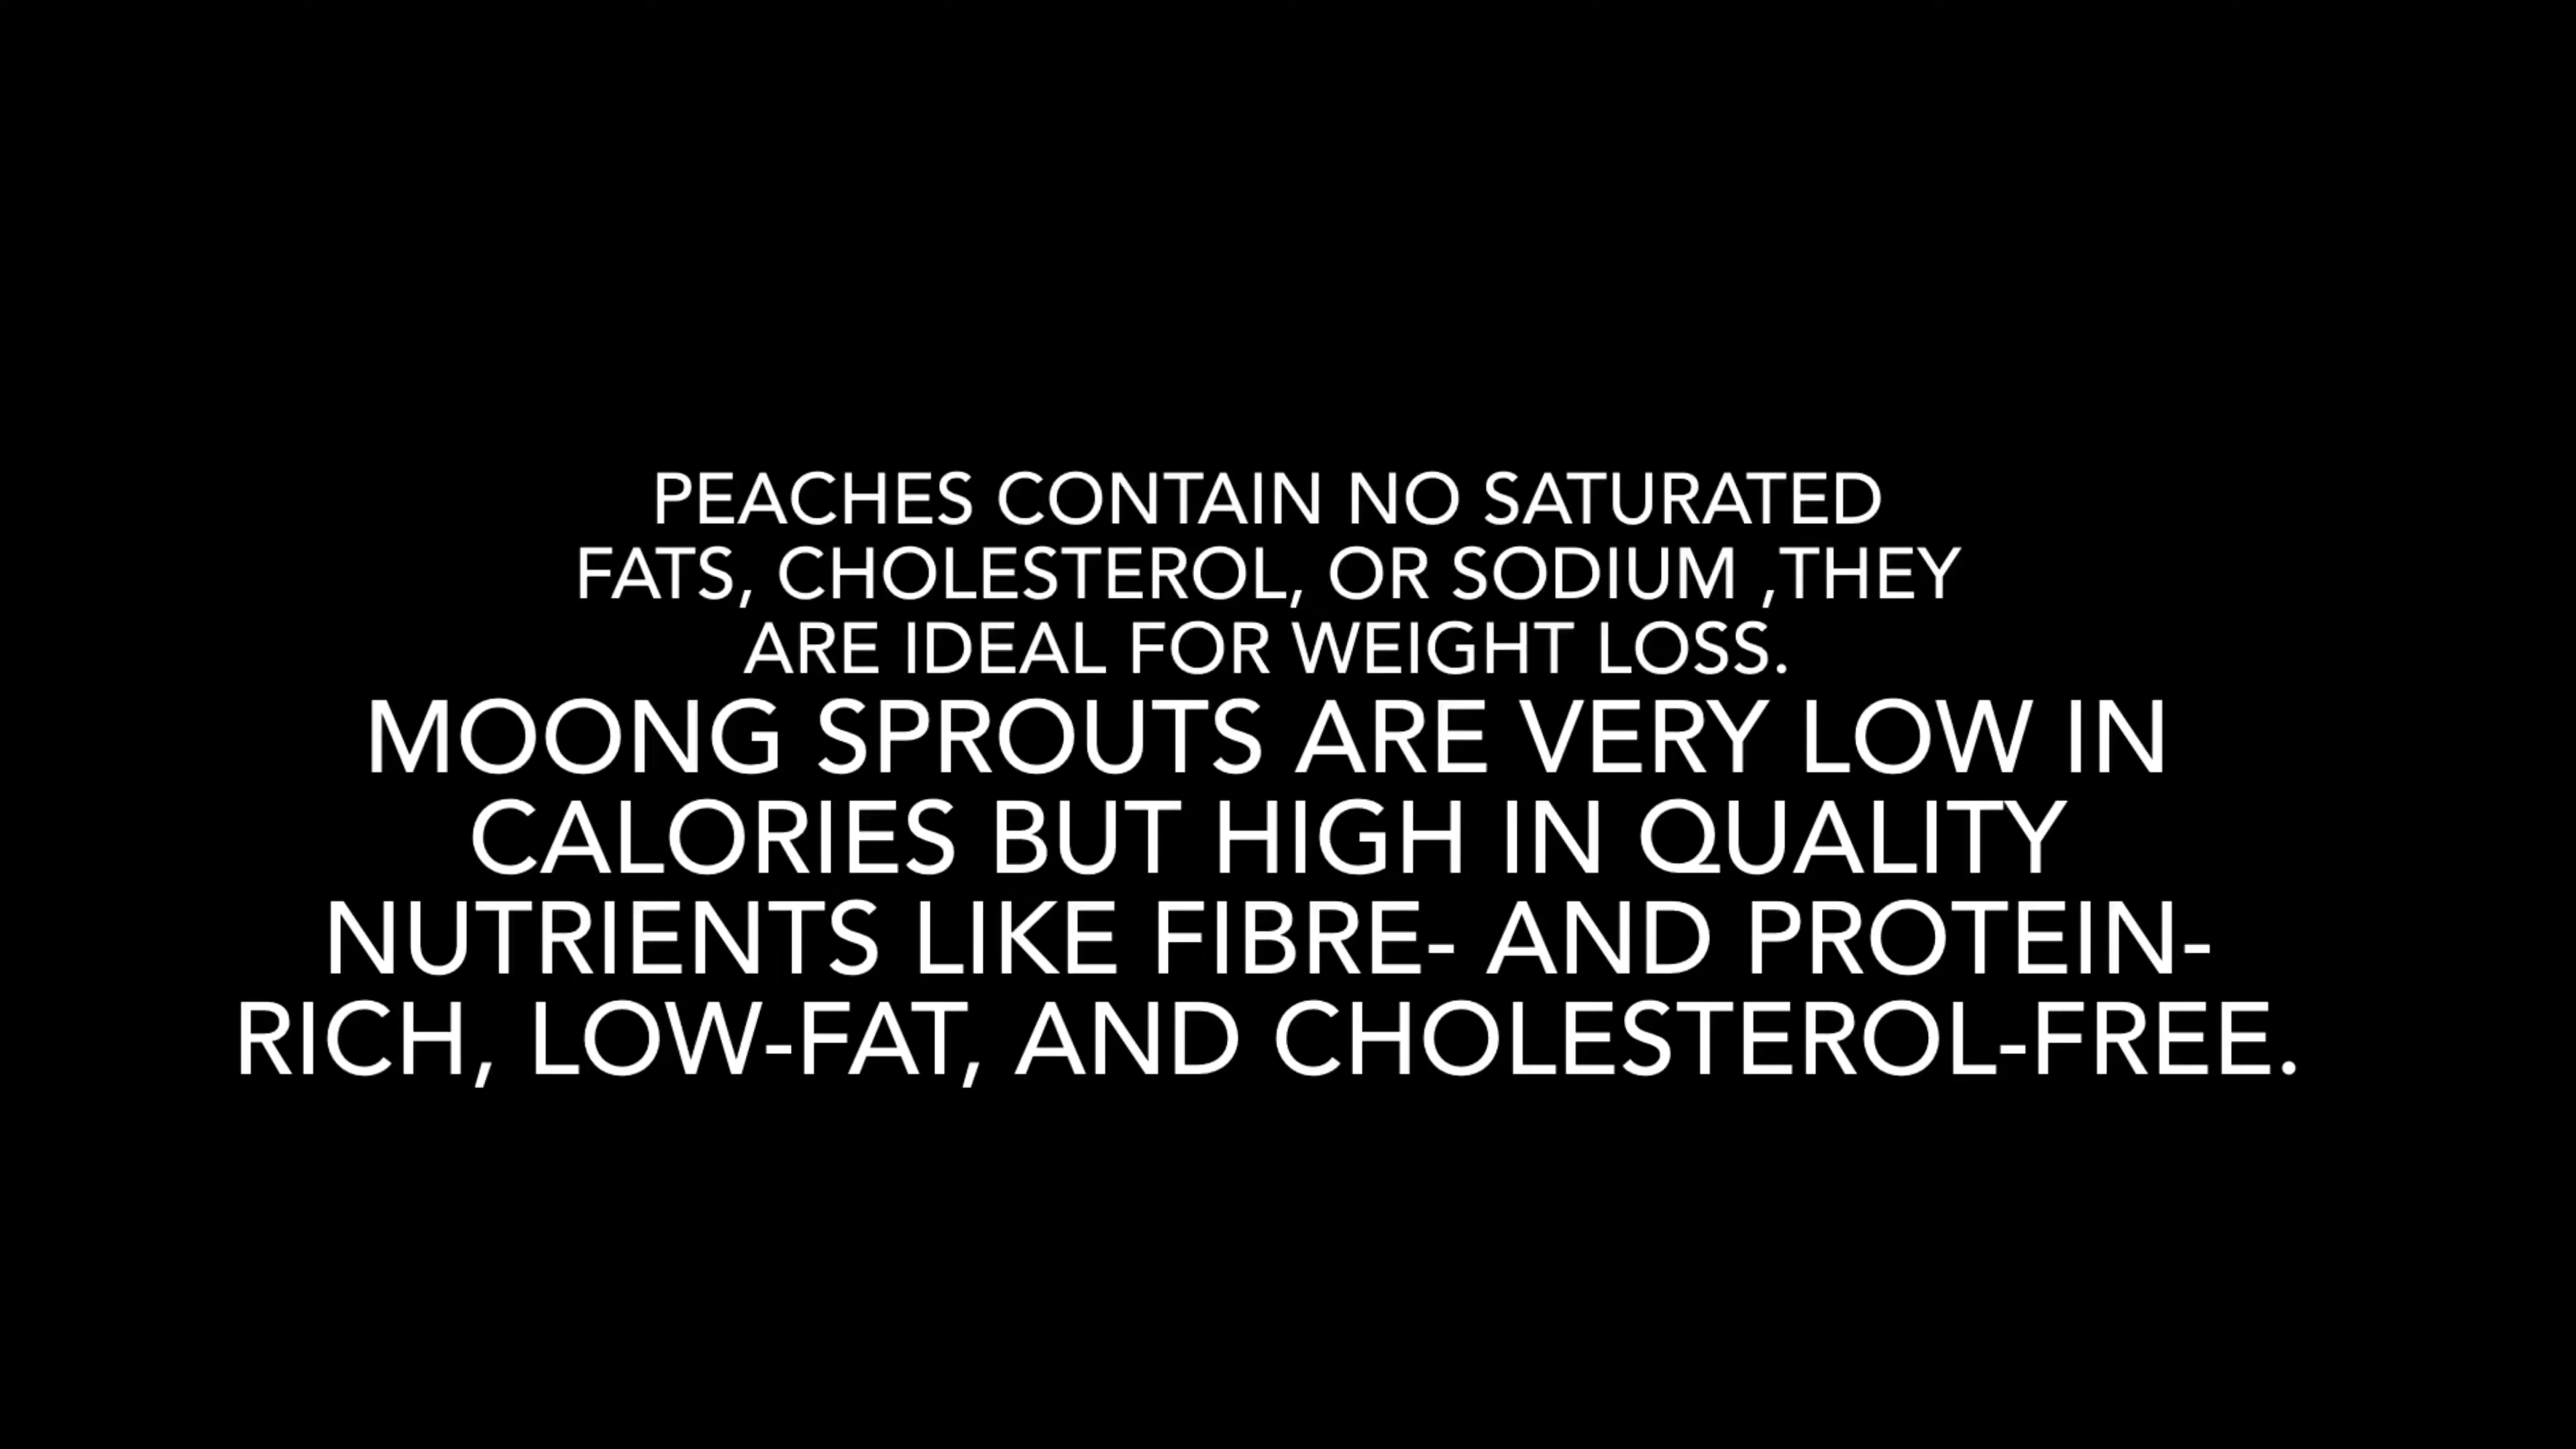 PEACHES CONTAIN NO SATURATED
FATS, CHOLESTEROL, OR SODIUM ,THEY
ARE IDEAL FOR WEIGHT LOSS.
MOONG SPROUTS ARE VERY LOW IN
CALORIES BUT HIGH IN QUALITY
NUTRIENTS LIKE FIBRE- AND PROTEIN-
RICH, LOW-FAT, AND CHOLESTEROL-FREE.